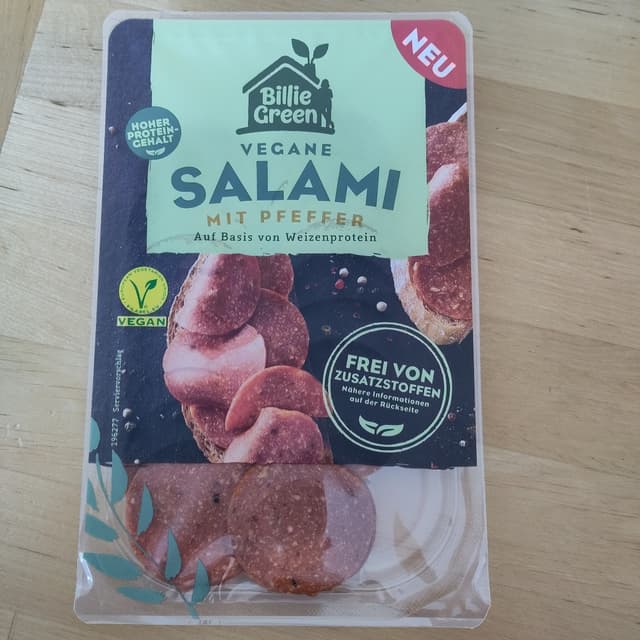 NEU
Billie
Green
HOHER
PROTEIN-
GEHALT
VEGANE
SALAMI
MIT PFEFFER
Auf Basis von Weizenprotein
VEGAN
FREI VON
ZUSATZSTOFFEN
Nähere Informationen
auf der Rückseite
196277 Serviervorschlag